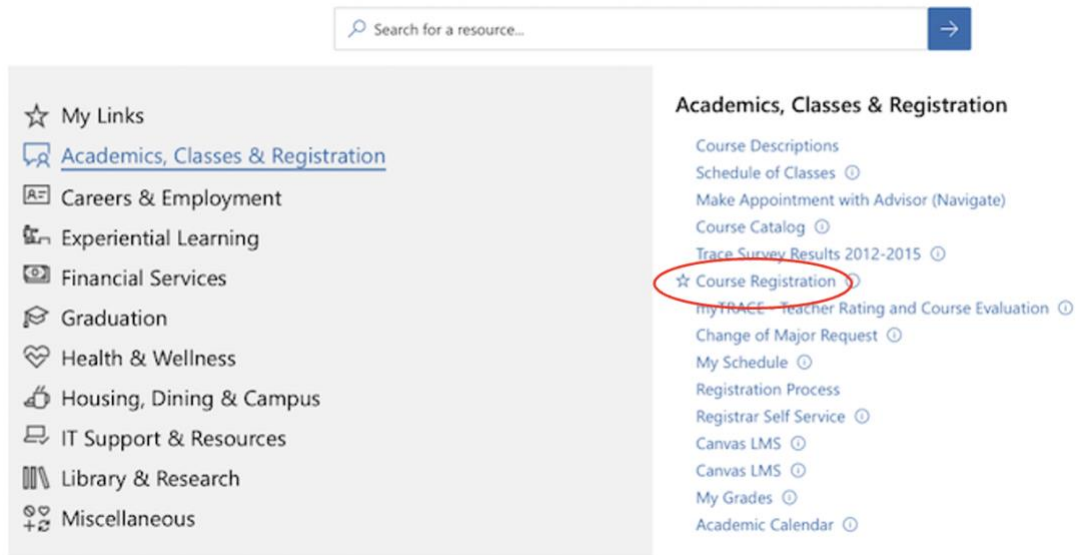 Search for a resource...
My Links
Academics, Classes & Registration
Careers & Employment
Experiential Learning
Financial Services
Graduation
Health & Wellness
Housing, Dining & Campus
IT Support & Resources
Library & Research
Miscellaneous
Academics, Classes & Registration
Course Descriptions
Schedule of Classes
Make Appointment with Advisor (Navigate)
Course Catalog
Trace Survey Results 2012-2015
Course Registration
myTRACE - Teacher Rating and Course Evaluation
Change of Major Request
My Schedule
Registration Process
Registrar Self Service
Canvas LMS
Canvas LMS
My Grades
Academic Calendar